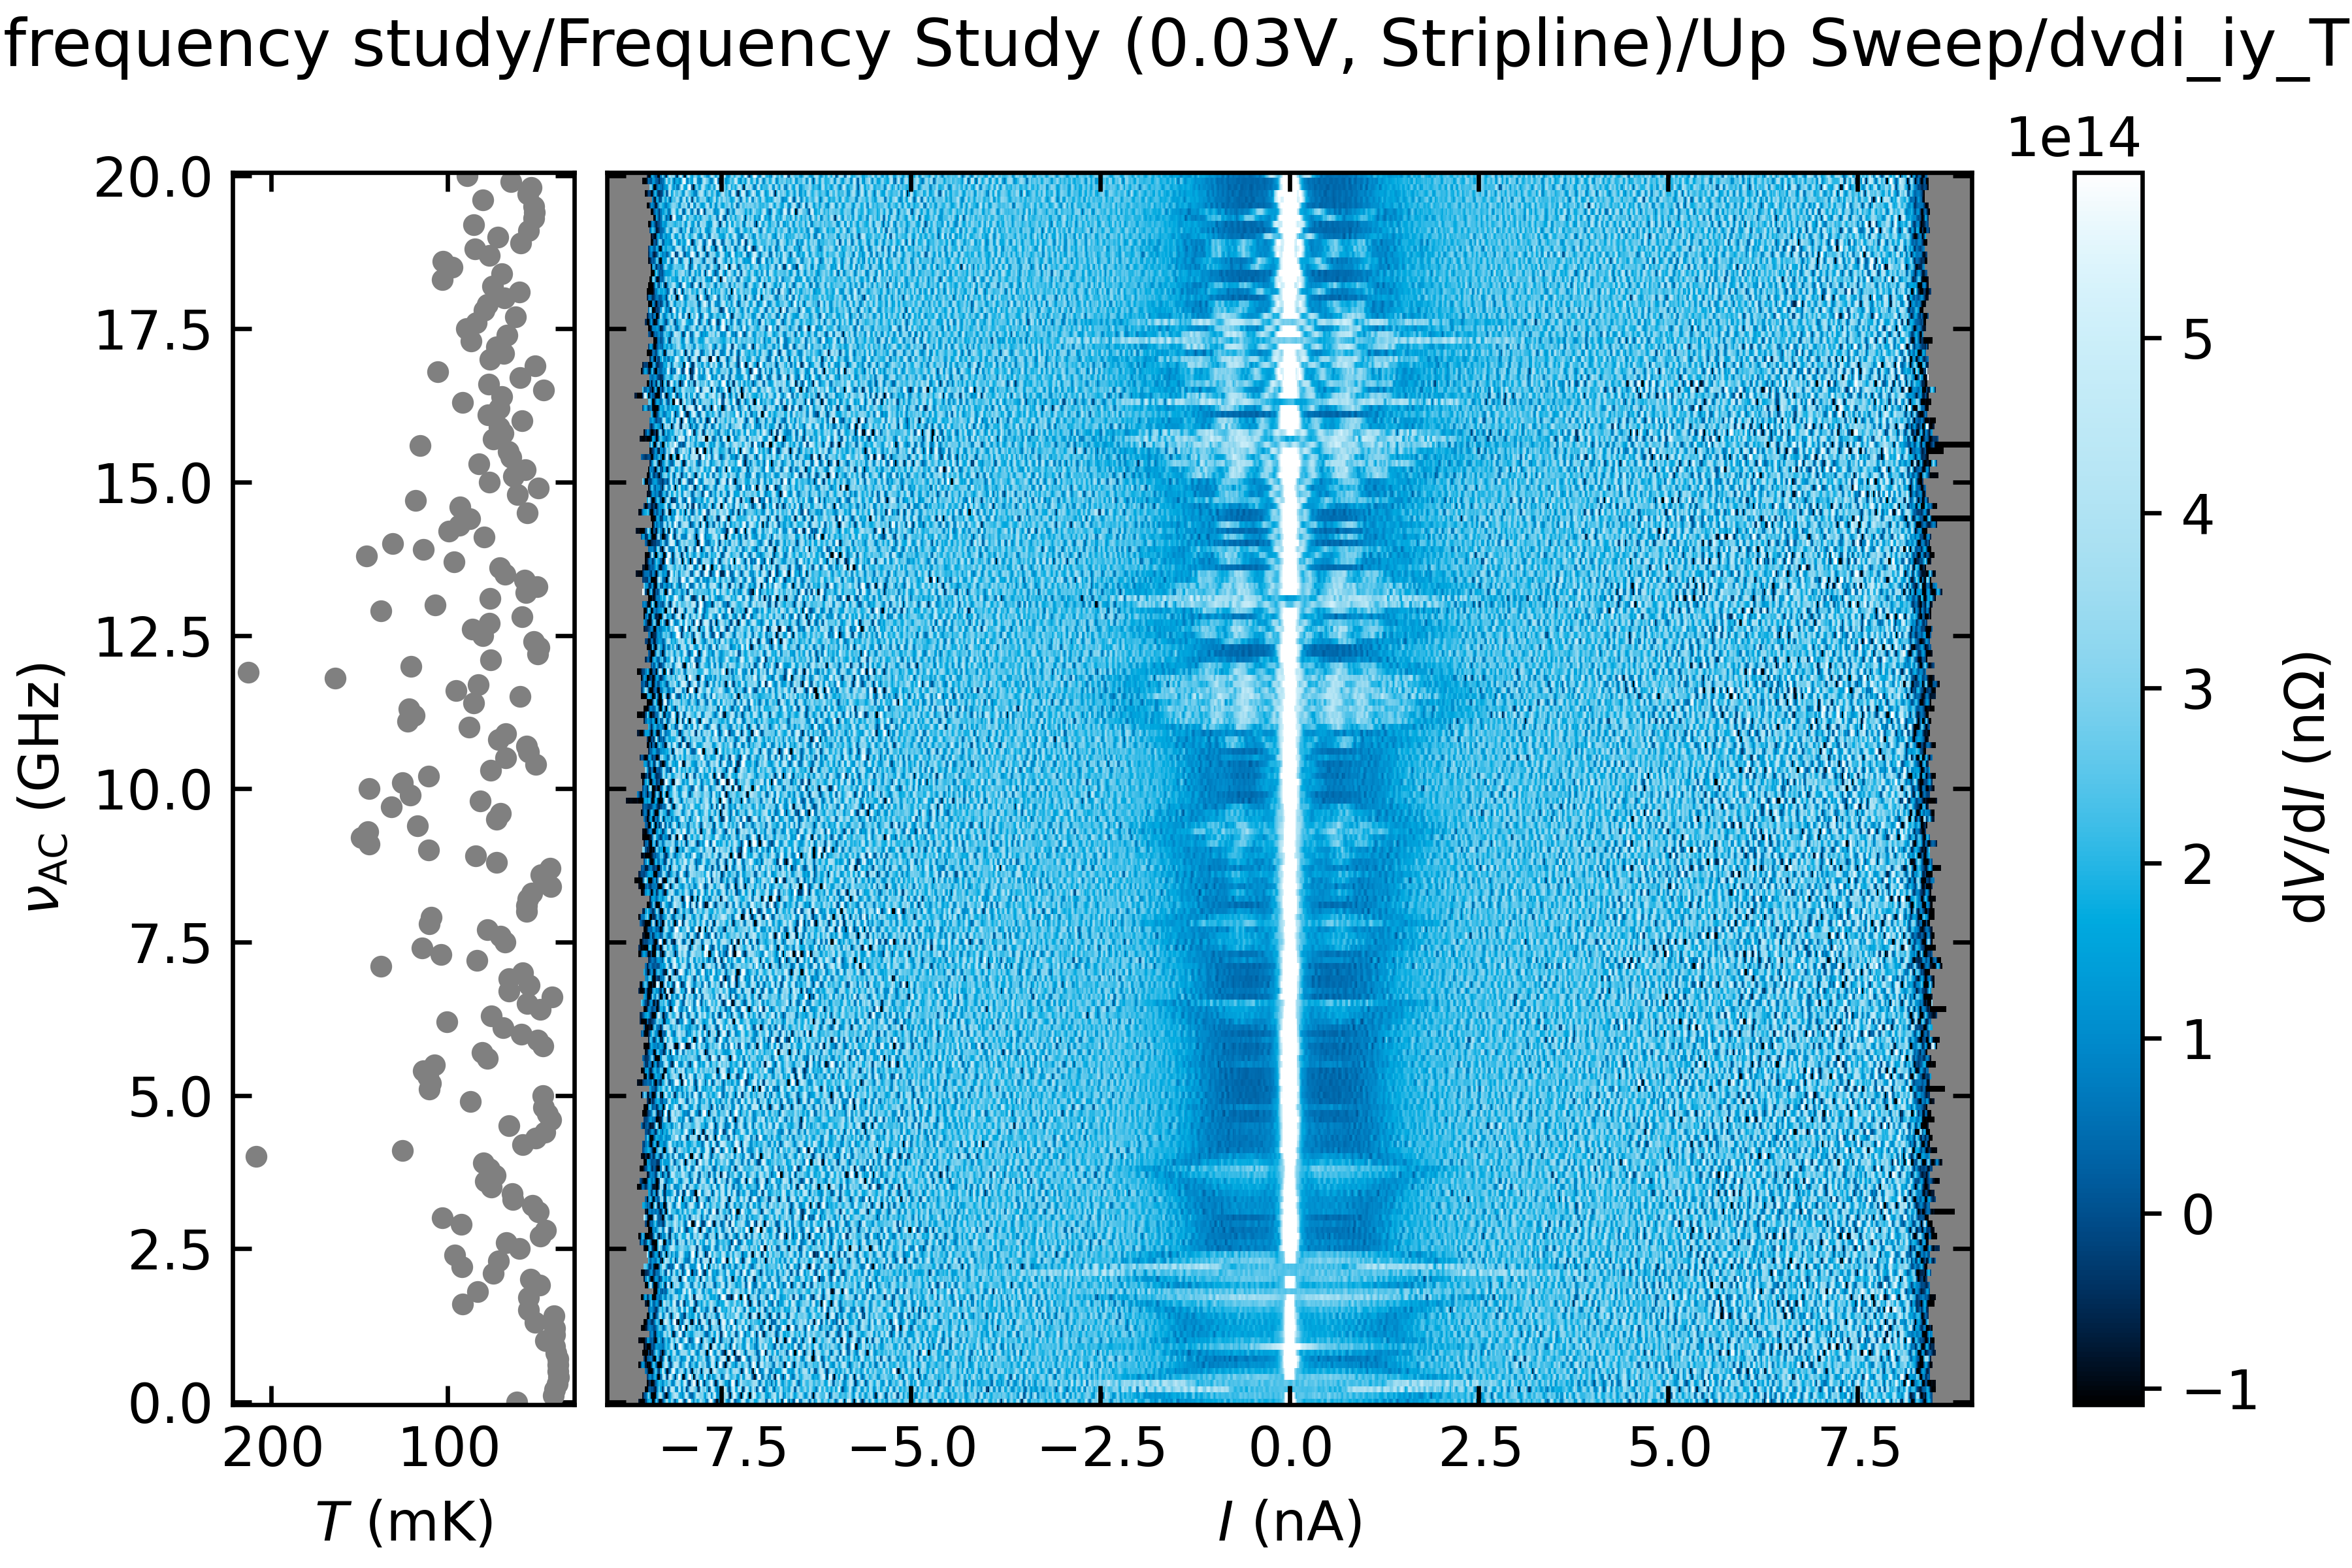 frequency study/Frequency Study (0.03V, Stripline)/Up Sweep/dvdi_iy_T
1e14
20.0
17.5
15.0
12.5
10.0
7.5
5.0
2.5
0.0
νAC (GHz)
200 100
T (mK)
−7.5 −5.0 −2.5 0.0 2.5 5.0 7.5
I (nA)
5
4
3
2
1
0
−1
dV/dI (nΩ)